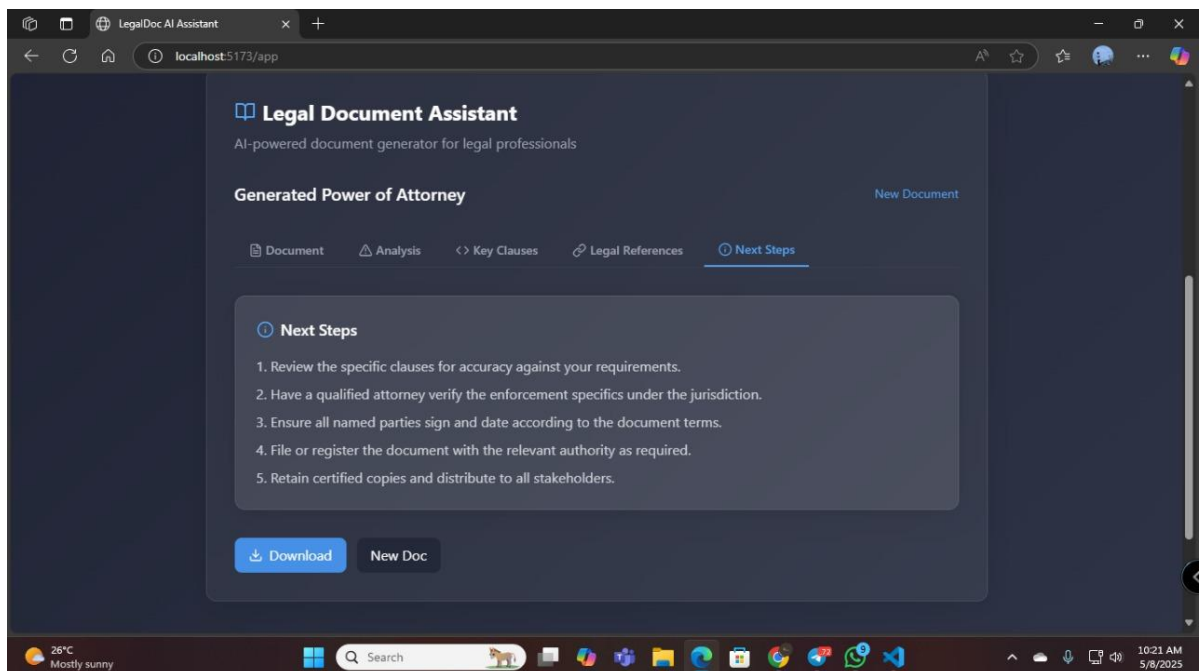 LegalDoc AI Assistant
localhost:5173/app
Legal Document Assistant
AI-powered document generator for legal professionals
Generated Power of Attorney
New Document
Document Analysis <> Key Clauses Legal References Next Steps
Next Steps
1. Review the specific clauses for accuracy against your requirements.
2. Have a qualified attorney verify the enforcement specifics under the jurisdiction.
3. Ensure all named parties sign and date according to the document terms.
4. File or register the document with the relevant authority as required.
5. Retain certified copies and distribute to all stakeholders.
Download New Doc
26°C
Mostly sunny
Search
10:21 AM
5/8/2025